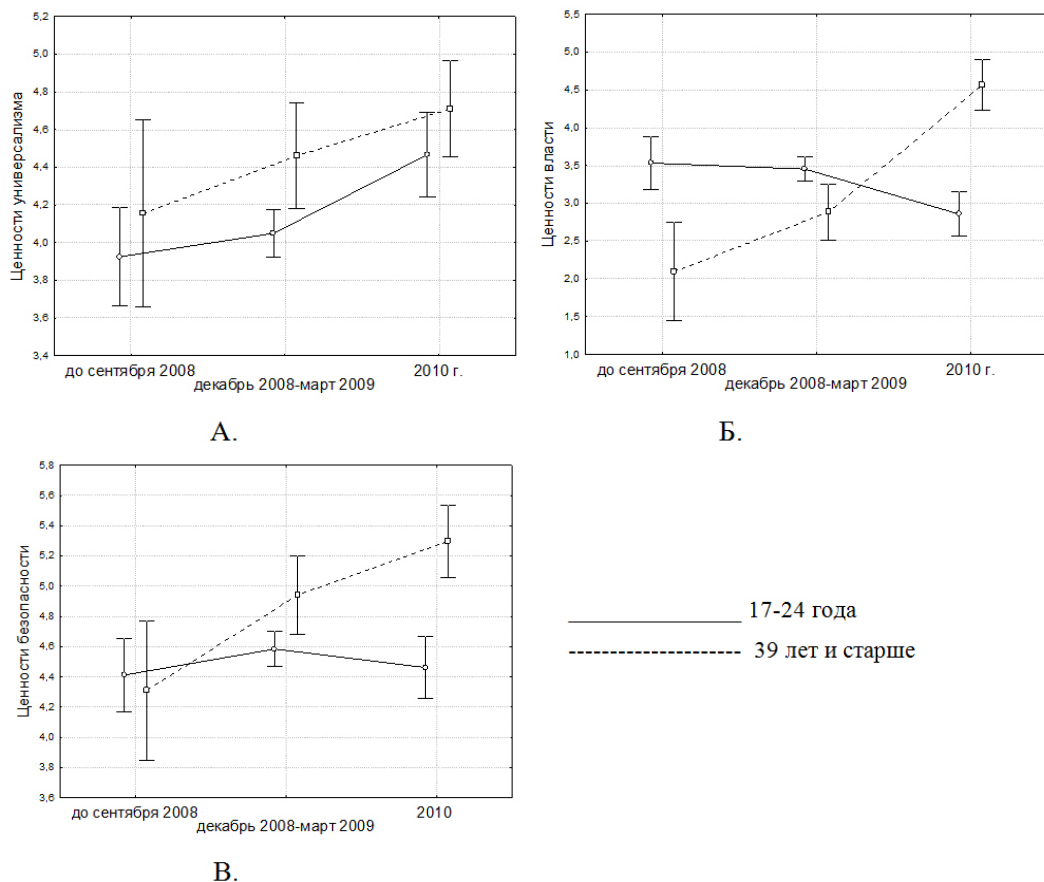 Ценности универсализма
5,2
5,0
4,8
4,6
4,4
4,2
4,0
3,8
3,6
3,4
до сентября 2008
декабрь 2008-март 2009
2010 г.
А.
Ценности власти
5,5
5,0
4,5
4,0
3,5
3,0
2,5
2,0
1,5
1,0
до сентября 2008
декабрь 2008-март 2009
2010 г.
Б.
Ценности безопасности
5,8
5,6
5,4
5,2
5,0
4,8
4,6
4,4
4,2
4,0
3,8
3,6
до сентября 2008
декабрь 2008-март 2009
2010
В.
17-24 года
39 лет и старше